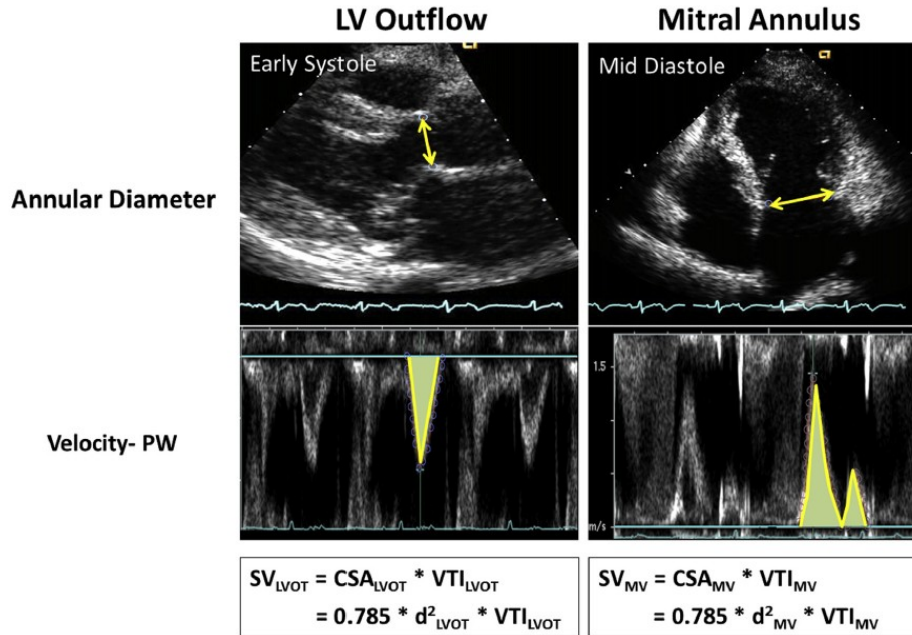 LV Outflow
Mitral Annulus
Early Systole
Mid Diastole
Annular Diameter
Velocity- PW
1.5
m/s
SV_LVOT = CSA_LVOT * VTI_LVOT
= 0.785 * d²_LVOT * VTI_LVOT
SV_MV = CSA_MV * VTI_MV
= 0.785 * d²_MV * VTI_MV